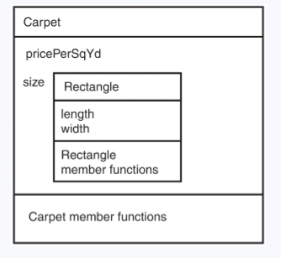 Carpet
pricePerSqYd
size
Rectangle
length
width
Rectangle
member functions
Carpet member functions